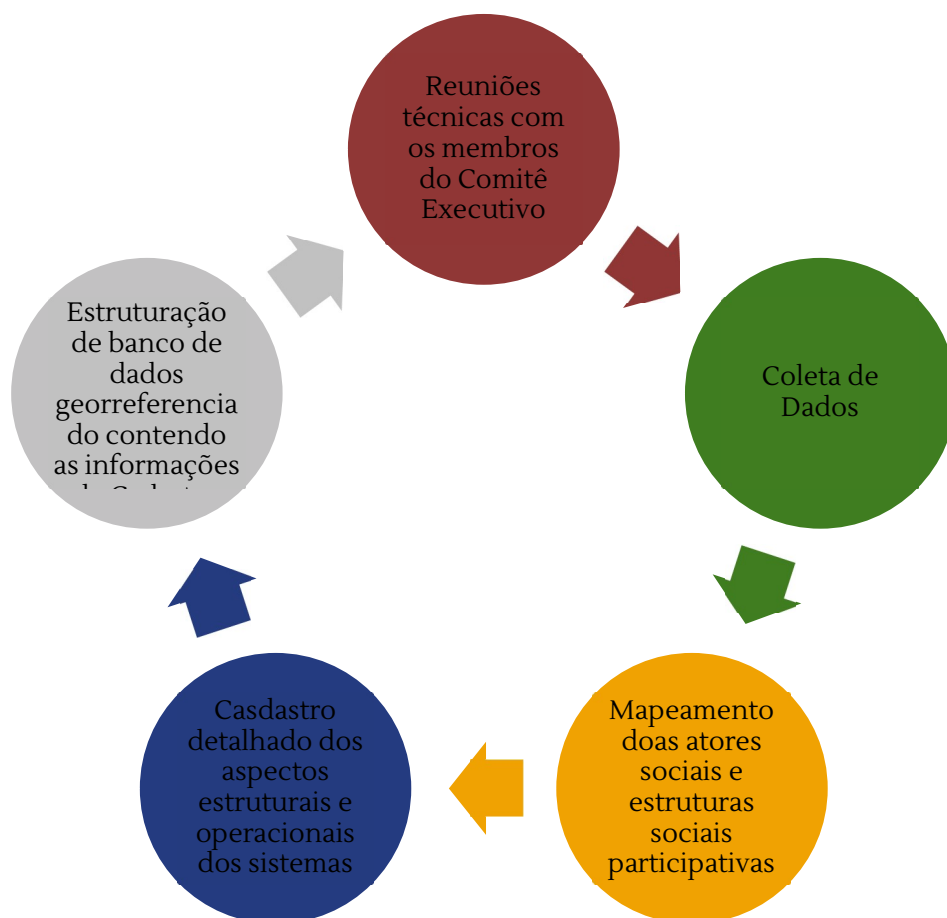 Reuniões
técnicas com
os membros
do Comitê
Executivo
Coleta de
Dados
Mapeamento
doas atores
sociais e
estruturas
sociais
participativas
Casdastro
detalhado dos
aspectos
estruturais e
operacionais
dos sistemas
Estruturação
de banco de
dados
georreferencia
do contendo
as informações